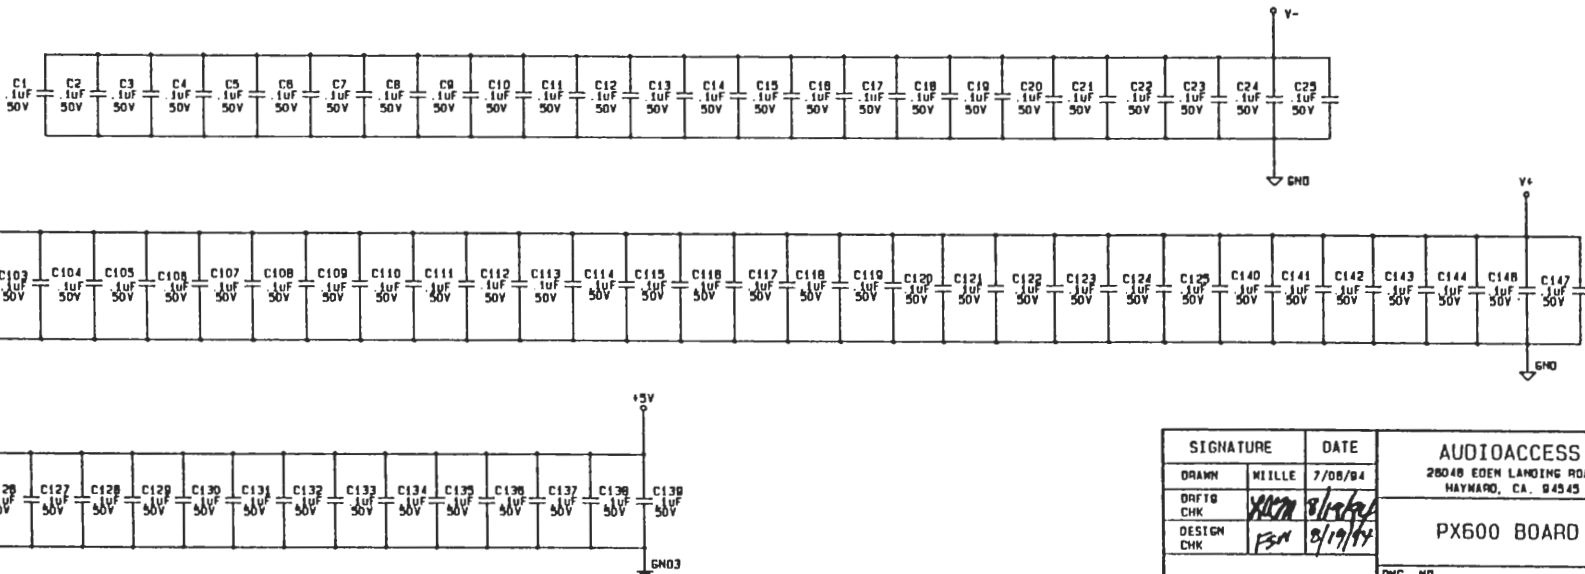 V-
C1 C2 C3 C4 C5 C6 C7 C8 C9 C10 C11 C12 C13 C14 C15 C16 C17 C18 C19 C20 C21 C22 C23 C24 C25
.1uF .1uF .1uF .1uF .1uF .1uF .1uF .1uF .1uF .1uF .1uF .1uF .1uF .1uF .1uF .1uF .1uF .1uF .1uF .1uF .1uF .1uF .1uF .1uF .1uF
50V 50V 50V 50V 50V 50V 50V 50V 50V 50V 50V 50V 50V 50V 50V 50V 50V 50V 50V 50V 50V 50V 50V 50V 50V
GND
V+
C103 C104 C105 C106 C107 C108 C109 C110 C111 C112 C113 C114 C115 C116 C117 C118 C119 C120 C121 C122 C123 C124 C125 C140 C141 C142 C143 C144 C146 C147
.1uF .1uF .1uF .1uF .1uF .1uF .1uF .1uF .1uF .1uF .1uF .1uF .1uF .1uF .1uF .1uF .1uF .1uF .1uF .1uF .1uF .1uF .1uF .1uF .1uF .1uF .1uF .1uF .1uF .1uF
50V 50V 50V 50V 50V 50V 50V 50V 50V 50V 50V 50V 50V 50V 50V 50V 50V 50V 50V 50V 50V 50V 50V 50V 50V 50V 50V 50V 50V 50V
GND
+5V
C127 C128 C129 C130 C131 C132 C133 C134 C135 C136 C137 C138 C139
.1uF .1uF .1uF .1uF .1uF .1uF .1uF .1uF .1uF .1uF .1uF .1uF .1uF
50V 50V 50V 50V 50V 50V 50V 50V 50V 50V 50V 50V 50V
GND3
SIGNATURE DATE
DRAWN WIILLE 7/08/94
DRFTG CHK
DESIGN CHK FSN 8/19/94
AUDIOACCESS
26046 EDEN LANDING
HAYWARD, CA. 94545
PX600 BOARD